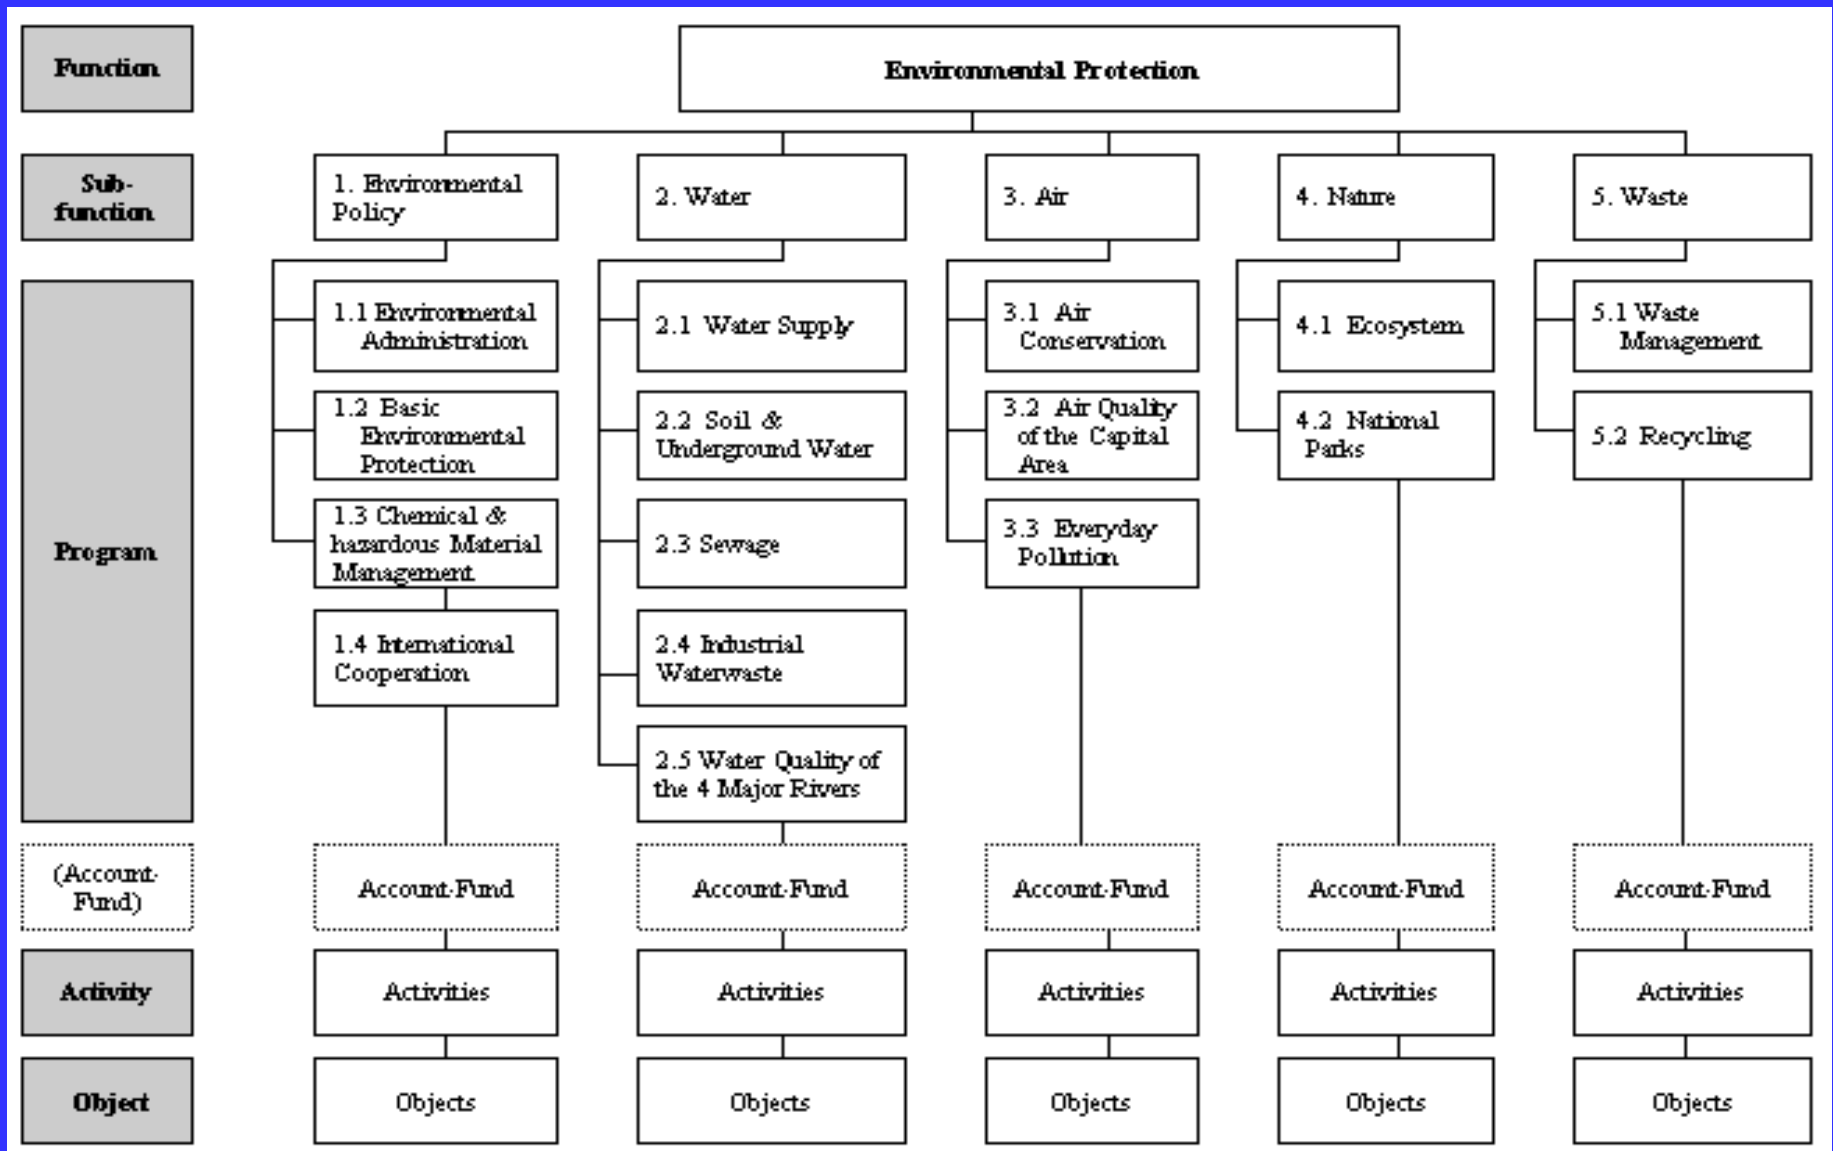 Function
Environmental Protection
Sub-
function
1. Environmental
Policy
2. Water
3. Air
4. Nature
5. Waste
Program
1.1 Environmental
Administration
1.2 Basic
Environmental
Protection
1.3 Chemical &
hazardous Material
Management
1.4 International
Cooperation
2.1 Water Supply
2.2 Soil &
Underground Water
2.3 Sewage
2.4 Industrial
Waterwaste
2.5 Water Quality of
the 4 Major Rivers
3.1 Air
Conservation
3.2 Air Quality
of the Capital
Area
3.3 Everyday
Pollution
4.1 Ecosystem
4.2 National
Parks
5.1 Waste
Management
5.2 Recycling
(Account·
Fund)
Account·Fund
Account·Fund
Account·Fund
Account·Fund
Account·Fund
Activity
Activities
Activities
Activities
Activities
Activities
Object
Objects
Objects
Objects
Objects
Objects